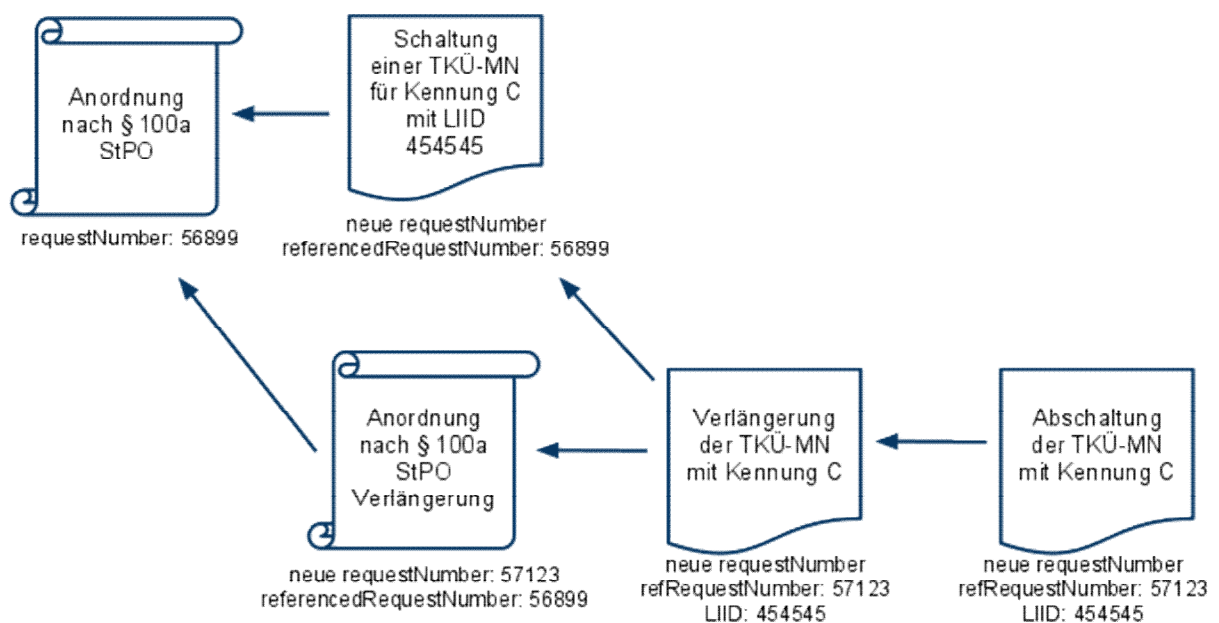 Anordnung
nach § 100a
StPO
requestNumber: 56899
Schaltung
einer TKÜ-MN
für Kennung C
mit LIID
454545
neue requestNumber
referencedRequestNumber: 56899
Anordnung
nach § 100a
StPO
Verlängerung
neue requestNumber: 57123
referencedRequestNumber: 56899
Verlängerung
der TKÜ-MN
mit Kennung C
neue requestNumber
refRequestNumber: 57123
LIID: 454545
Abschaltung
der TKÜ-MN
mit Kennung C
neue requestNumber
refRequestNumber: 57123
LIID: 454545